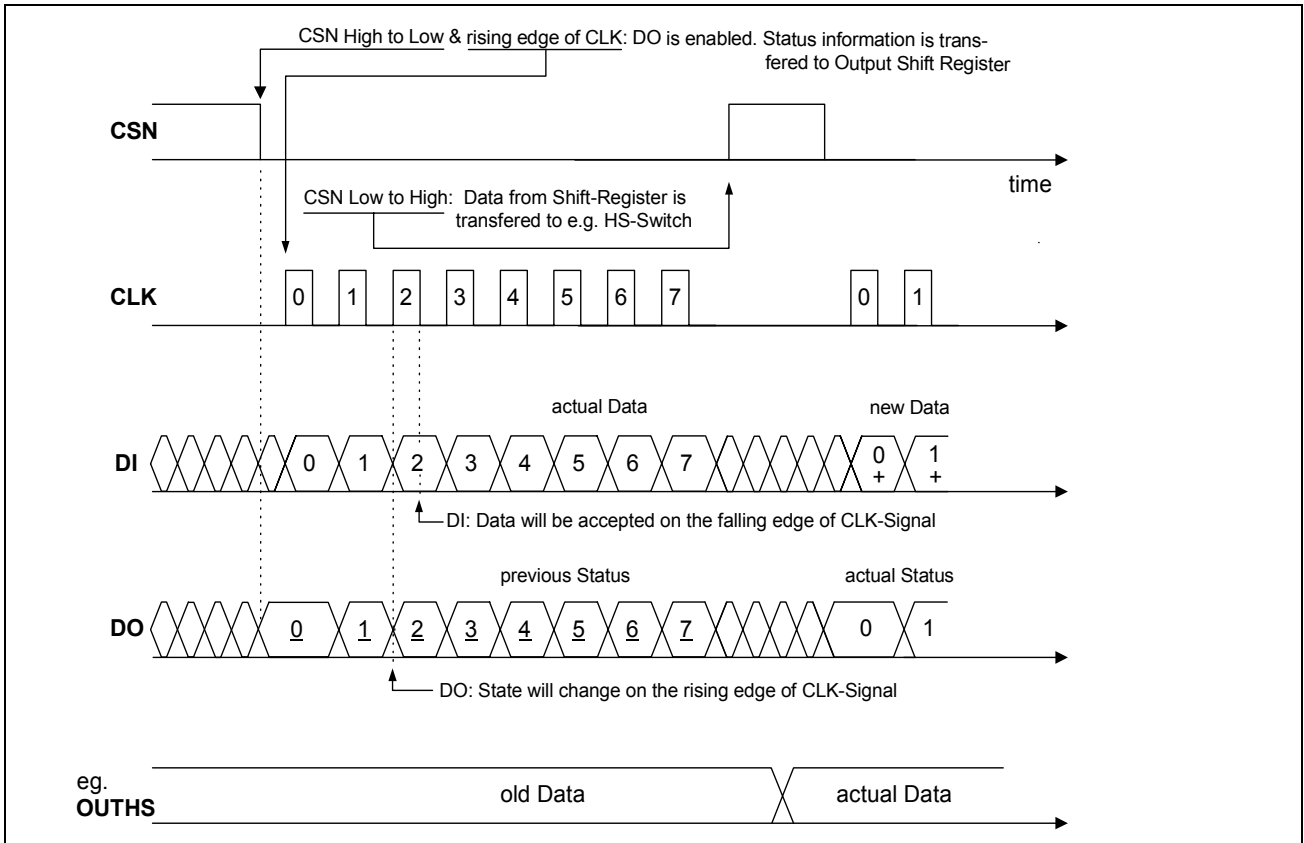 CSN High to Low & rising edge of CLK: DO is enabled. Status information is trans-
fered to Output Shift Register
CSN
time
CSN Low to High: Data from Shift-Register is
transfered to e.g. HS-Switch
CLK
0 1 2 3 4 5 6 7 0 1
actual Data new Data
DI
0 1 2 3 4 5 6 7 0 1
+ +
DI: Data will be accepted on the falling edge of CLK-Signal
previous Status actual Status
DO
0 1 2 3 4 5 6 7 0 1
DO: State will change on the rising edge of CLK-Signal
eg.
OUTHS
old Data actual Data